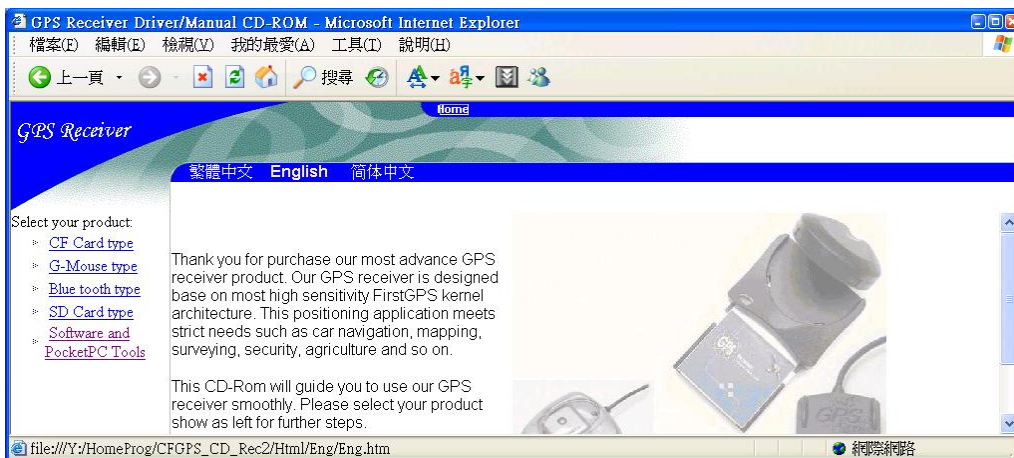 GPS Receiver Driver/Manual CD-ROM - Microsoft Internet Explorer
檔案(F) 編輯(E) 檢視(V) 我的最愛(A) 工具(T) 說明(H)
上一頁 搜尋
Home
GPS Receiver
繁體中文 English 简体中文
Select your product:
CF Card type
G-Mouse type
Blue tooth type
SD Card type
Software and
PocketPC Tools
Thank you for purchase our most advance GPS
receiver product. Our GPS receiver is designed
base on most high sensitivity FirstGPS kernel
architecture. This positioning application meets
strict needs such as car navigation, mapping,
surveying, security, agriculture and so on.
This CD-Rom will guide you to use our GPS
receiver smoothly. Please select your product
show as left for further steps.
GPS
GPS
file:///Y:/HomeProg/CFGPS_CD_Rec2/Html/Eng/Eng.htm
網際網路